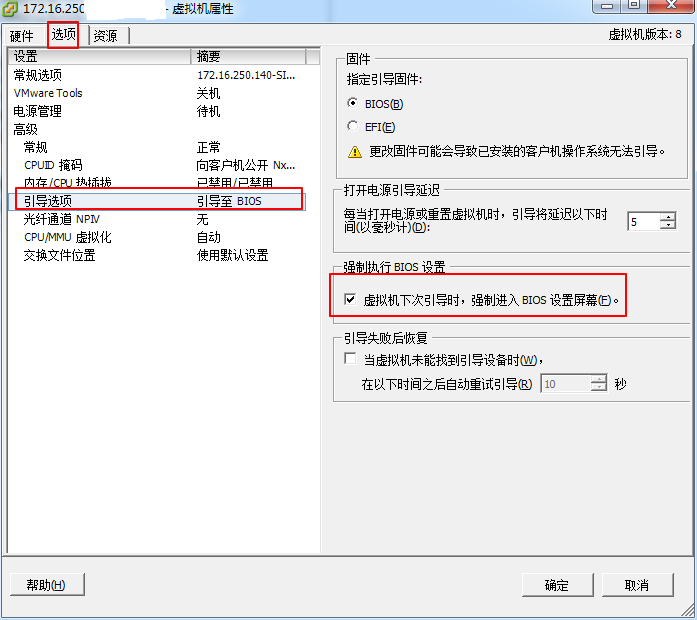 172.16.250 - 虚拟机属性
硬件 选项 资源 虚拟机版本: 8
设置 摘要
常规选项 172.16.250.140-SI...
VMware Tools 关机
电源管理 待机
高级
常规 正常
CPUID 掩码 向客户机公开 Nx...
内存/CPU 热插拔 已禁用/已禁用
引导选项 引导至 BIOS
光纤通道 NPIV 无
CPU/MMU 虚拟化 自动
交换文件位置 使用默认设置
固件
指定引导固件:
BIOS(B)
EFI(E)
更改固件可能会导致已安装的客户机操作系统无法引导。
打开电源引导延迟
每当打开电源或重置虚拟机时，引导将延迟以下时
间(以毫秒计)(D):
5
强制执行 BIOS 设置
虚拟机下次引导时，强制进入 BIOS 设置屏幕(F)。
引导失败后恢复
当虚拟机未能找到引导设备时(W)，
在以下时间之后自动重试引导(R) 10 秒
帮助(H) 确定 取消